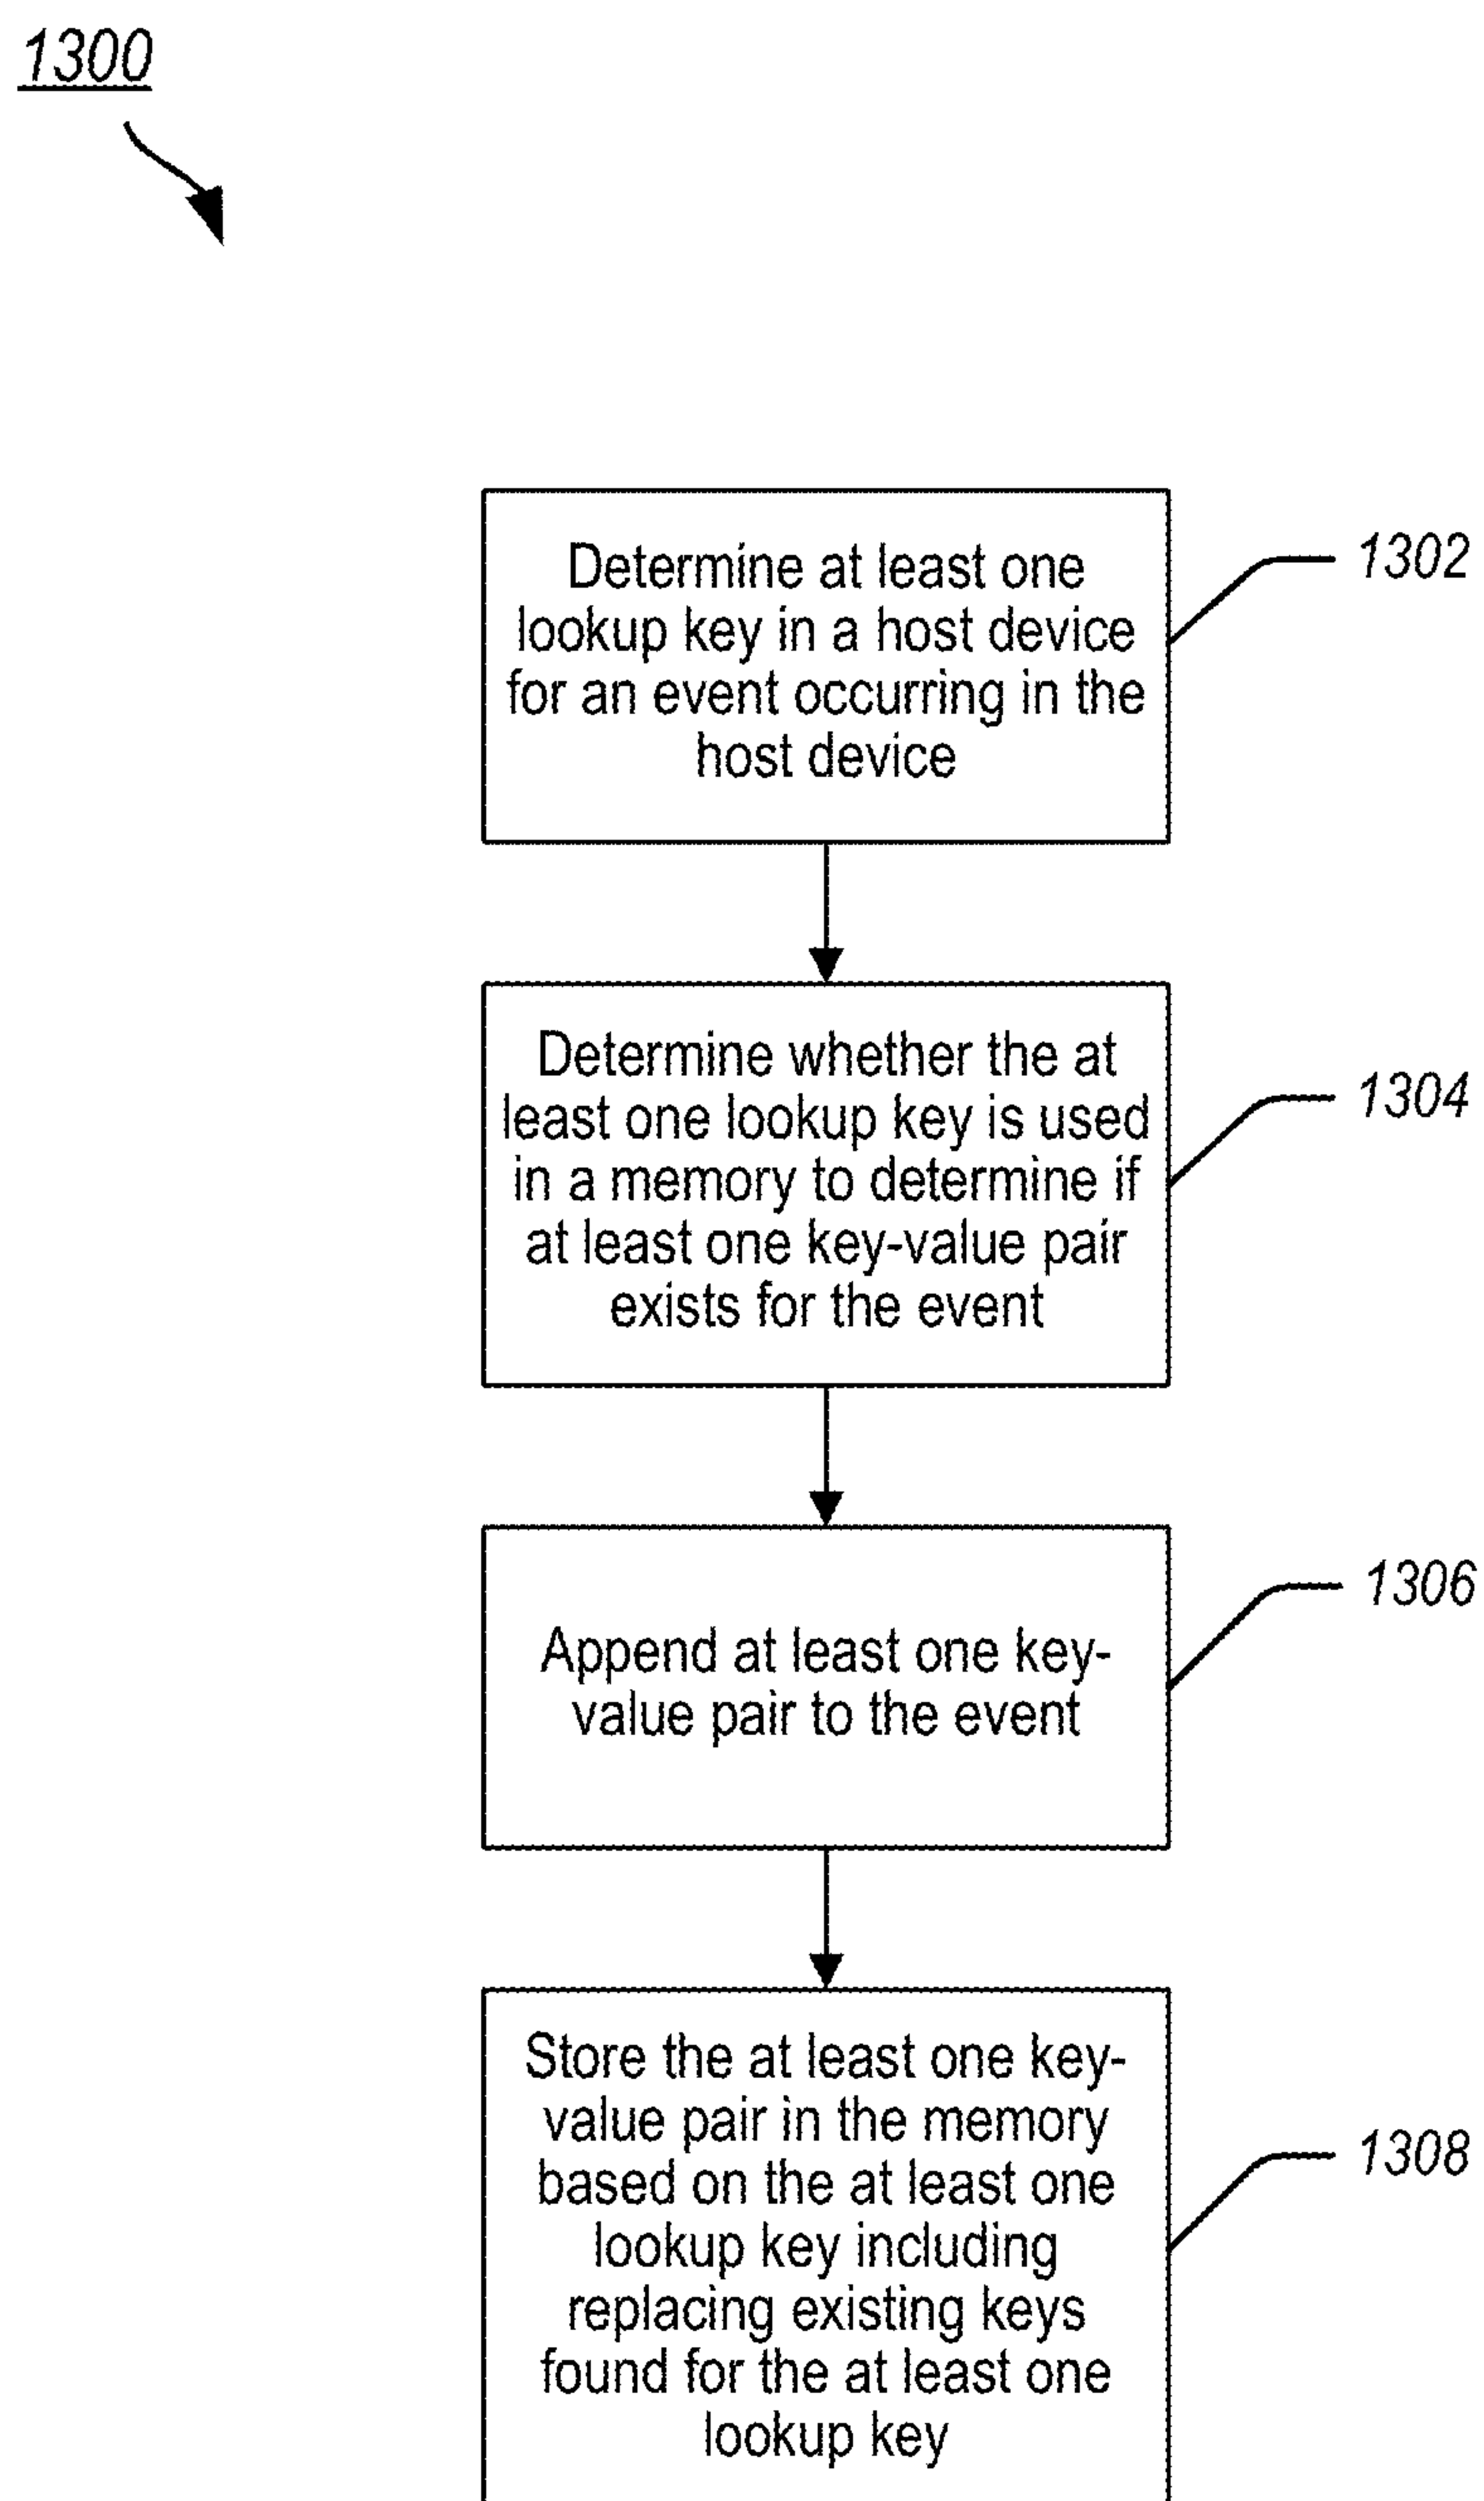 1300
Determine at least one
lookup key in a host device
for an event occurring in the
host device
1302
Determine whether the at
least one lookup key is used
in a memory to determine if
at least one key-value pair
exists for the event
1304
Append at least one key-
value pair to the event
1306
Store the at least one key-
value pair in the memory
based on the at least one
lookup key including
replacing existing keys
found for the at least one
lookup key
1308